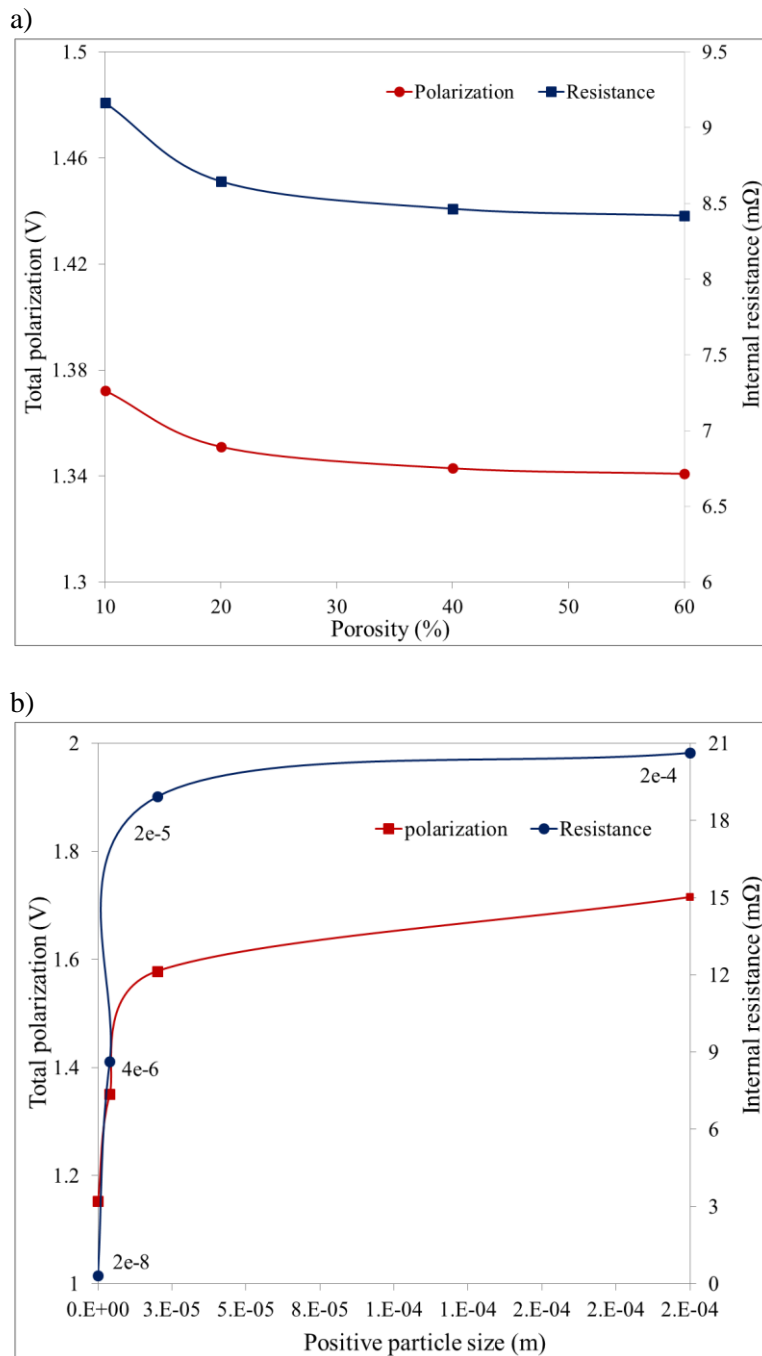 a)
1.5
9.5
Polarization
Resistance
9
1.46
8.5
1.42
8
Total polarization (V)
Internal resistance (mΩ)
7.5
1.38
7
1.34
6.5
1.3
6
10
20
30
40
50
60
Porosity (%)
b)
2
21
2e-4
2e-5
18
polarization
Resistance
1.8
15
1.6
12
Total polarization (V)
Internal resistance (mΩ)
9
4e-6
1.4
6
1.2
3
2e-8
1
0
0.E+00
3.E-05
5.E-05
8.E-05
1.E-04
1.E-04
2.E-04
2.E-04
2.E-04
Positive particle size (m)